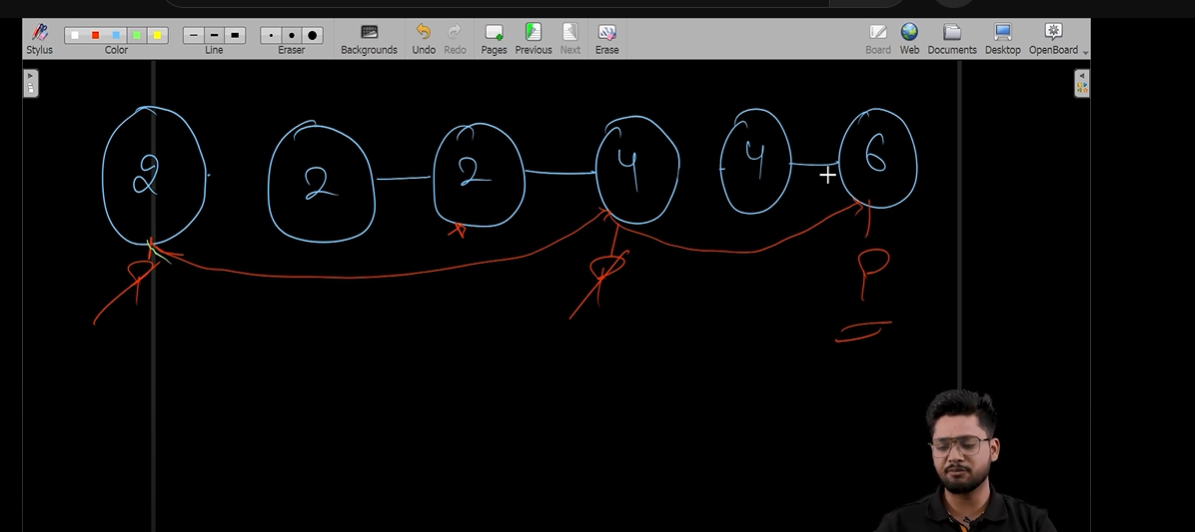 Stylus Color Line Eraser Backgrounds Undo Redo Pages Previous Next Erase Board Web Documents Desktop OpenBoard
2 2 2 4 4 6
P P P